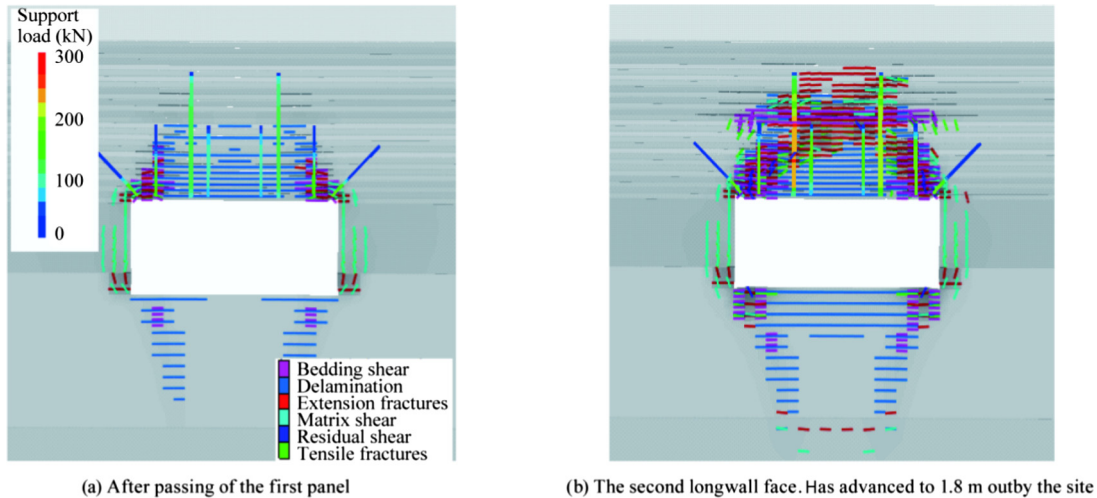 Support
load (kN)
300
200
100
0
Bedding shear
Delamination
Extension fractures
Matrix shear
Residual shear
Tensile fractures
(a) After passing of the first panel
(b) The second longwall face. Has advanced to 1.8 m outby the site